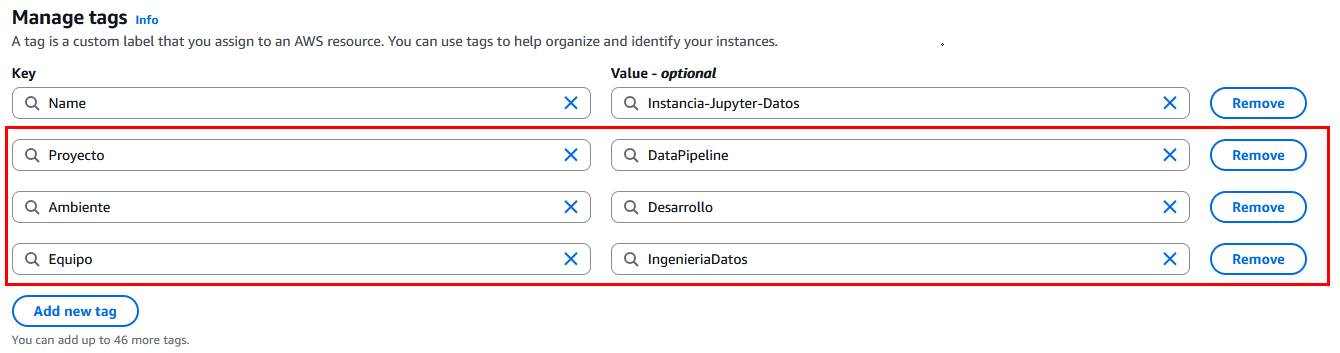 Manage tags Info
A tag is a custom label that you assign to an AWS resource. You can use tags to help organize and identify your instances.
Key Value - optional
Name Instancia-Jupyter-Datos Remove
Proyecto DataPipeline Remove
Ambiente Desarrollo Remove
Equipo IngenieriaDatos Remove
Add new tag
You can add up to 46 more tags.